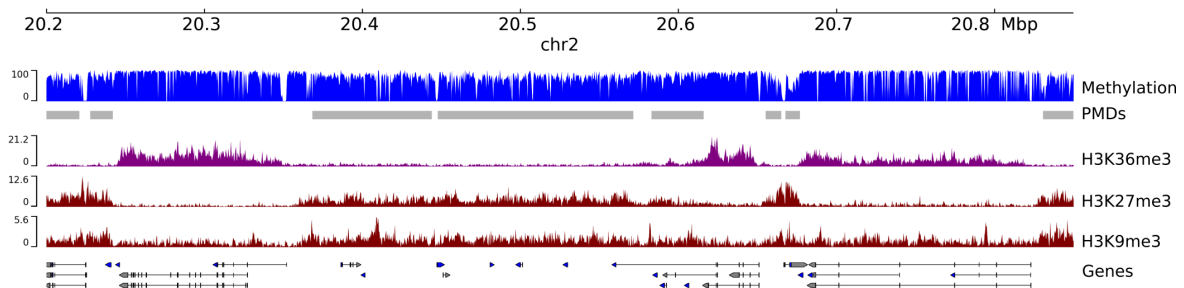 20.2 20.3 20.4 20.5 20.6 20.7 20.8 Mbp
chr2
100
0
Methylation
PMDs
21.2
0
H3K36me3
12.6
0
H3K27me3
5.6
0
H3K9me3
Genes